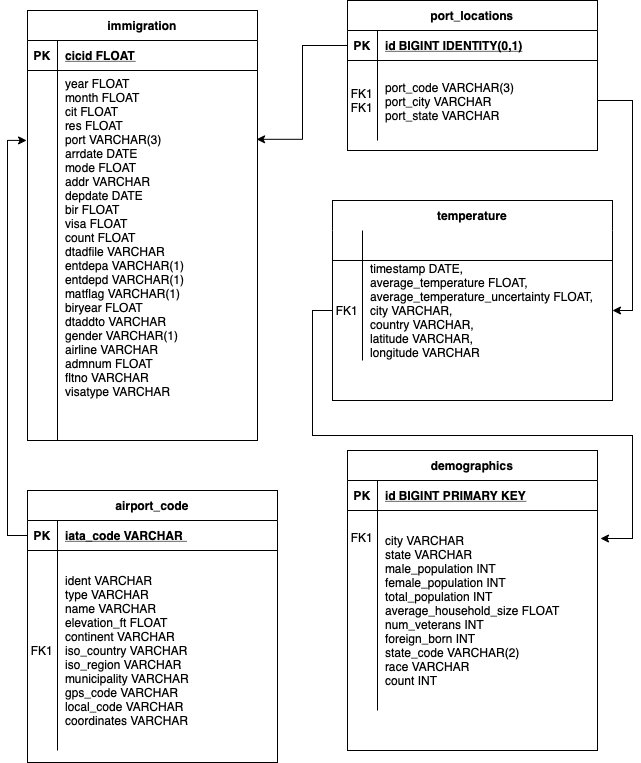 immigration
PK cicid FLOAT
year FLOAT
month FLOAT
cit FLOAT
res FLOAT
port VARCHAR(3)
arrdate DATE
mode FLOAT
addr VARCHAR
depdate DATE
bir FLOAT
visa FLOAT
count FLOAT
dtadfile VARCHAR
entdepa VARCHAR(1)
entdepd VARCHAR(1)
matflag VARCHAR(1)
biryear FLOAT
dtaddto VARCHAR
gender VARCHAR(1)
airline VARCHAR
admnum FLOAT
fltno VARCHAR
visatype VARCHAR
port_locations
PK id BIGINT IDENTITY(0,1)
FK1 port_code VARCHAR(3)
FK1 port_city VARCHAR
port_state VARCHAR
temperature
timestamp DATE,
average_temperature FLOAT,
average_temperature_uncertainty FLOAT,
FK1 city VARCHAR,
country VARCHAR,
latitude VARCHAR,
longitude VARCHAR
airport_code
PK iata_code VARCHAR
ident VARCHAR
type VARCHAR
name VARCHAR
elevation_ft FLOAT
continent VARCHAR
FK1 iso_country VARCHAR
iso_region VARCHAR
municipality VARCHAR
gps_code VARCHAR
local_code VARCHAR
coordinates VARCHAR
demographics
PK id BIGINT PRIMARY KEY
FK1 city VARCHAR
state VARCHAR
male_population INT
female_population INT
total_population INT
average_household_size FLOAT
num_veterans INT
foreign_born INT
state_code VARCHAR(2)
race VARCHAR
count INT